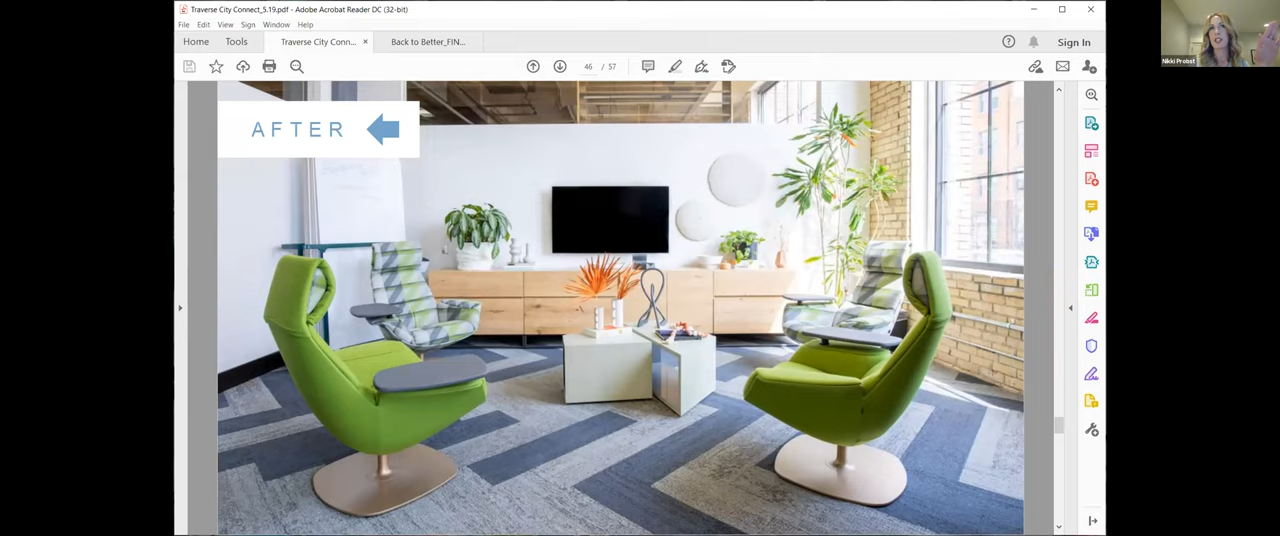 Traverse City Connect_5.19.pdf - Adobe Acrobat Reader DC (32-bit)
File Edit View Sign Window Help
Home Tools Traverse City Conn... × Back to Better_FIN... Sign In
46 / 57
AFTER
Nikki Probst